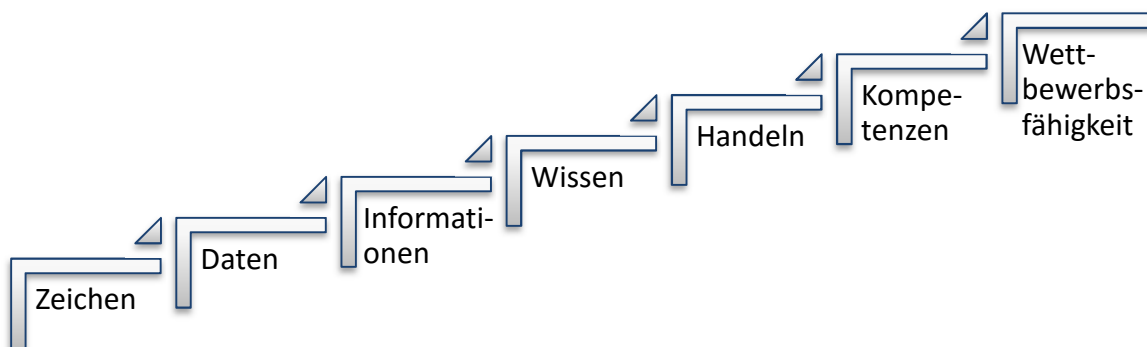 Zeichen
Daten
Informati-
onen
Wissen
Handeln
Kompe-
tenzen
Wett-
bewerbs-
fähigkeit